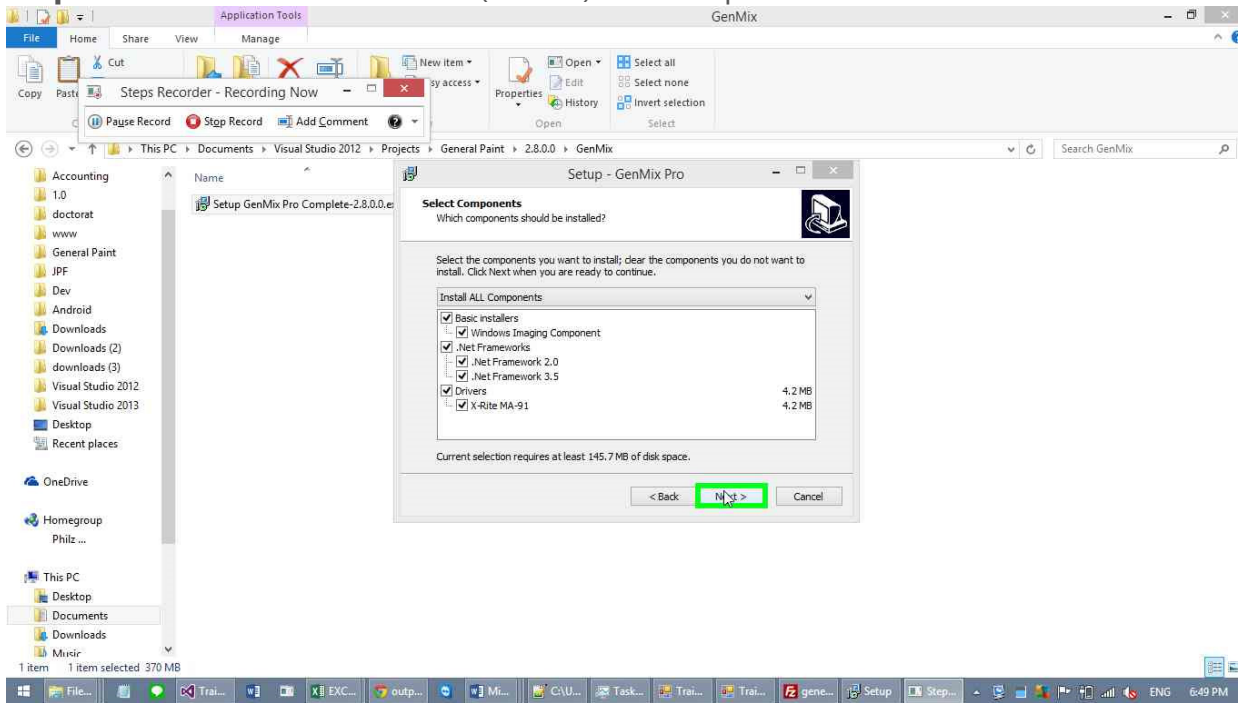 Application Tools
GenMix
File Home Share View Manage
Cut
New item
Open
Select all
Edit
Select none
Copy
Properties
History
Invert selection
Open
Select
Steps Recorder - Recording Now
Pause Record Stop Record Add Comment
This PC Documents Visual Studio 2012 Projects General Paint 2.8.0.0 GenMix
Search GenMix
Accounting
1.0
doctorat
www
General Paint
JPF
Dev
Android
Downloads
Downloads (2)
downloads (3)
Visual Studio 2012
Visual Studio 2013
Desktop
Recent places
OneDrive
Homegroup
Philz ...
This PC
Desktop
Documents
Downloads
Music
Name
Setup GenMix Pro Complete-2.8.0.0.e
Setup - GenMix Pro
Select Components
Which components should be installed?
Select the components you want to install; clear the components you do not want to
install. Click Next when you are ready to continue.
Install ALL Components
Basic installers
Windows Imaging Component
.Net Frameworks
.Net Framework 2.0
.Net Framework 3.5
Drivers 4.2 MB
X-Rite MA-91 4.2 MB
Current selection requires at least 145.7 MB of disk space.
< Back Next > Cancel
1 item 1 item selected 370 MB
File... Trai... EXC... outp... Mi... C:\U... Task... Trai... Trai... gene... Setup Step... ENG 6:49 PM